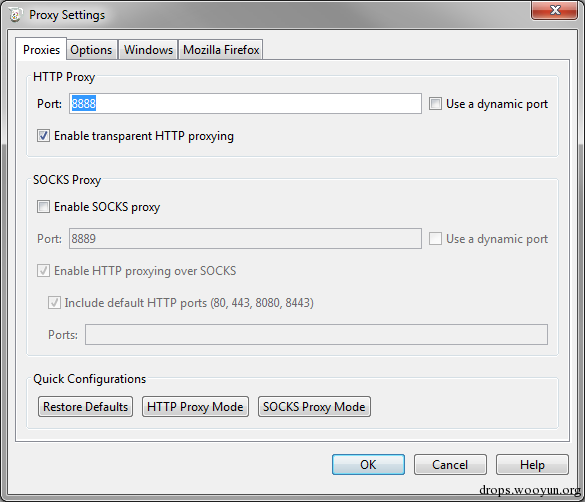 Proxy Settings
Proxies Options Windows Mozilla Firefox
HTTP Proxy
Port: 8888 Use a dynamic port
Enable transparent HTTP proxying
SOCKS Proxy
Enable SOCKS proxy
Port: 8889 Use a dynamic port
Enable HTTP proxying over SOCKS
Include default HTTP ports (80, 443, 8080, 8443)
Ports:
Quick Configurations
Restore Defaults HTTP Proxy Mode SOCKS Proxy Mode
OK Cancel Help
drops.wooyun.org